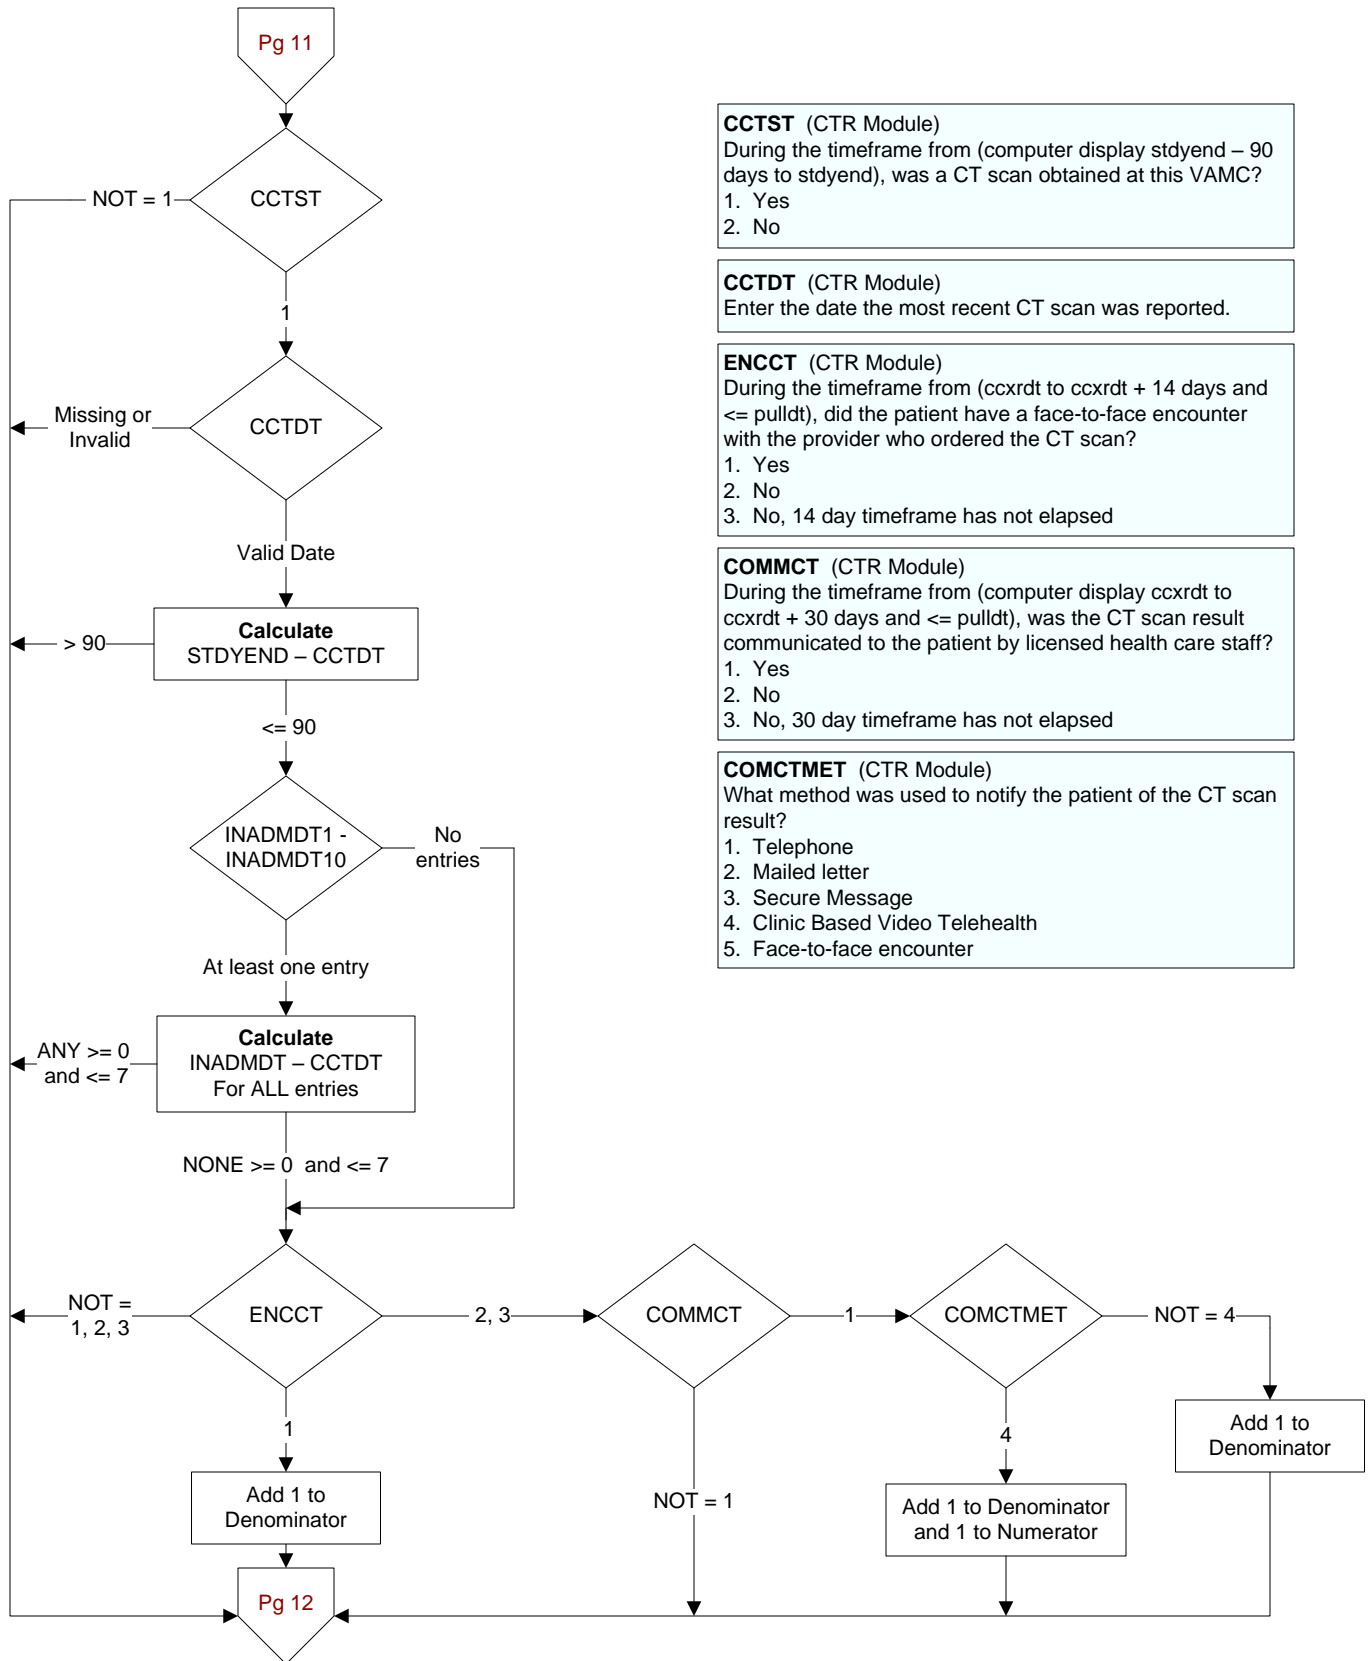 Pg 11
CCTST
NOT = 1
1
CCTDT
Missing or
Invalid
Valid Date
Calculate
STDYEND – CCTDT
> 90
<= 90
INADMDT1 -
INADMDT10
No
entries
At least one entry
Calculate
INADMDT – CCTDT
For ALL entries
ANY >= 0
and <= 7
NONE >= 0 and <= 7
ENCCT
NOT =
1, 2, 3
2, 3
COMMCT
1
COMCTMET
NOT = 4
1
4
NOT = 1
Add 1 to
Denominator
Add 1 to Denominator
and 1 to Numerator
Add 1 to
Denominator
Pg 12
CCTST (CTR Module)
During the timeframe from (computer display stdyend – 90
days to stdyend), was a CT scan obtained at this VAMC?
1. Yes
2. No
CCTDT (CTR Module)
Enter the date the most recent CT scan was reported.
ENCCT (CTR Module)
During the timeframe from (ccxrdt to ccxrdt + 14 days and
<= pulldt), did the patient have a face-to-face encounter
with the provider who ordered the CT scan?
1. Yes
2. No
3. No, 14 day timeframe has not elapsed
COMMCT (CTR Module)
During the timeframe from (computer display ccxrdt to
ccxrdt + 30 days and <= pulldt), was the CT scan result
communicated to the patient by licensed health care staff?
1. Yes
2. No
3. No, 30 day timeframe has not elapsed
COMCTMET (CTR Module)
What method was used to notify the patient of the CT scan
result?
1. Telephone
2. Mailed letter
3. Secure Message
4. Clinic Based Video Telehealth
5. Face-to-face encounter